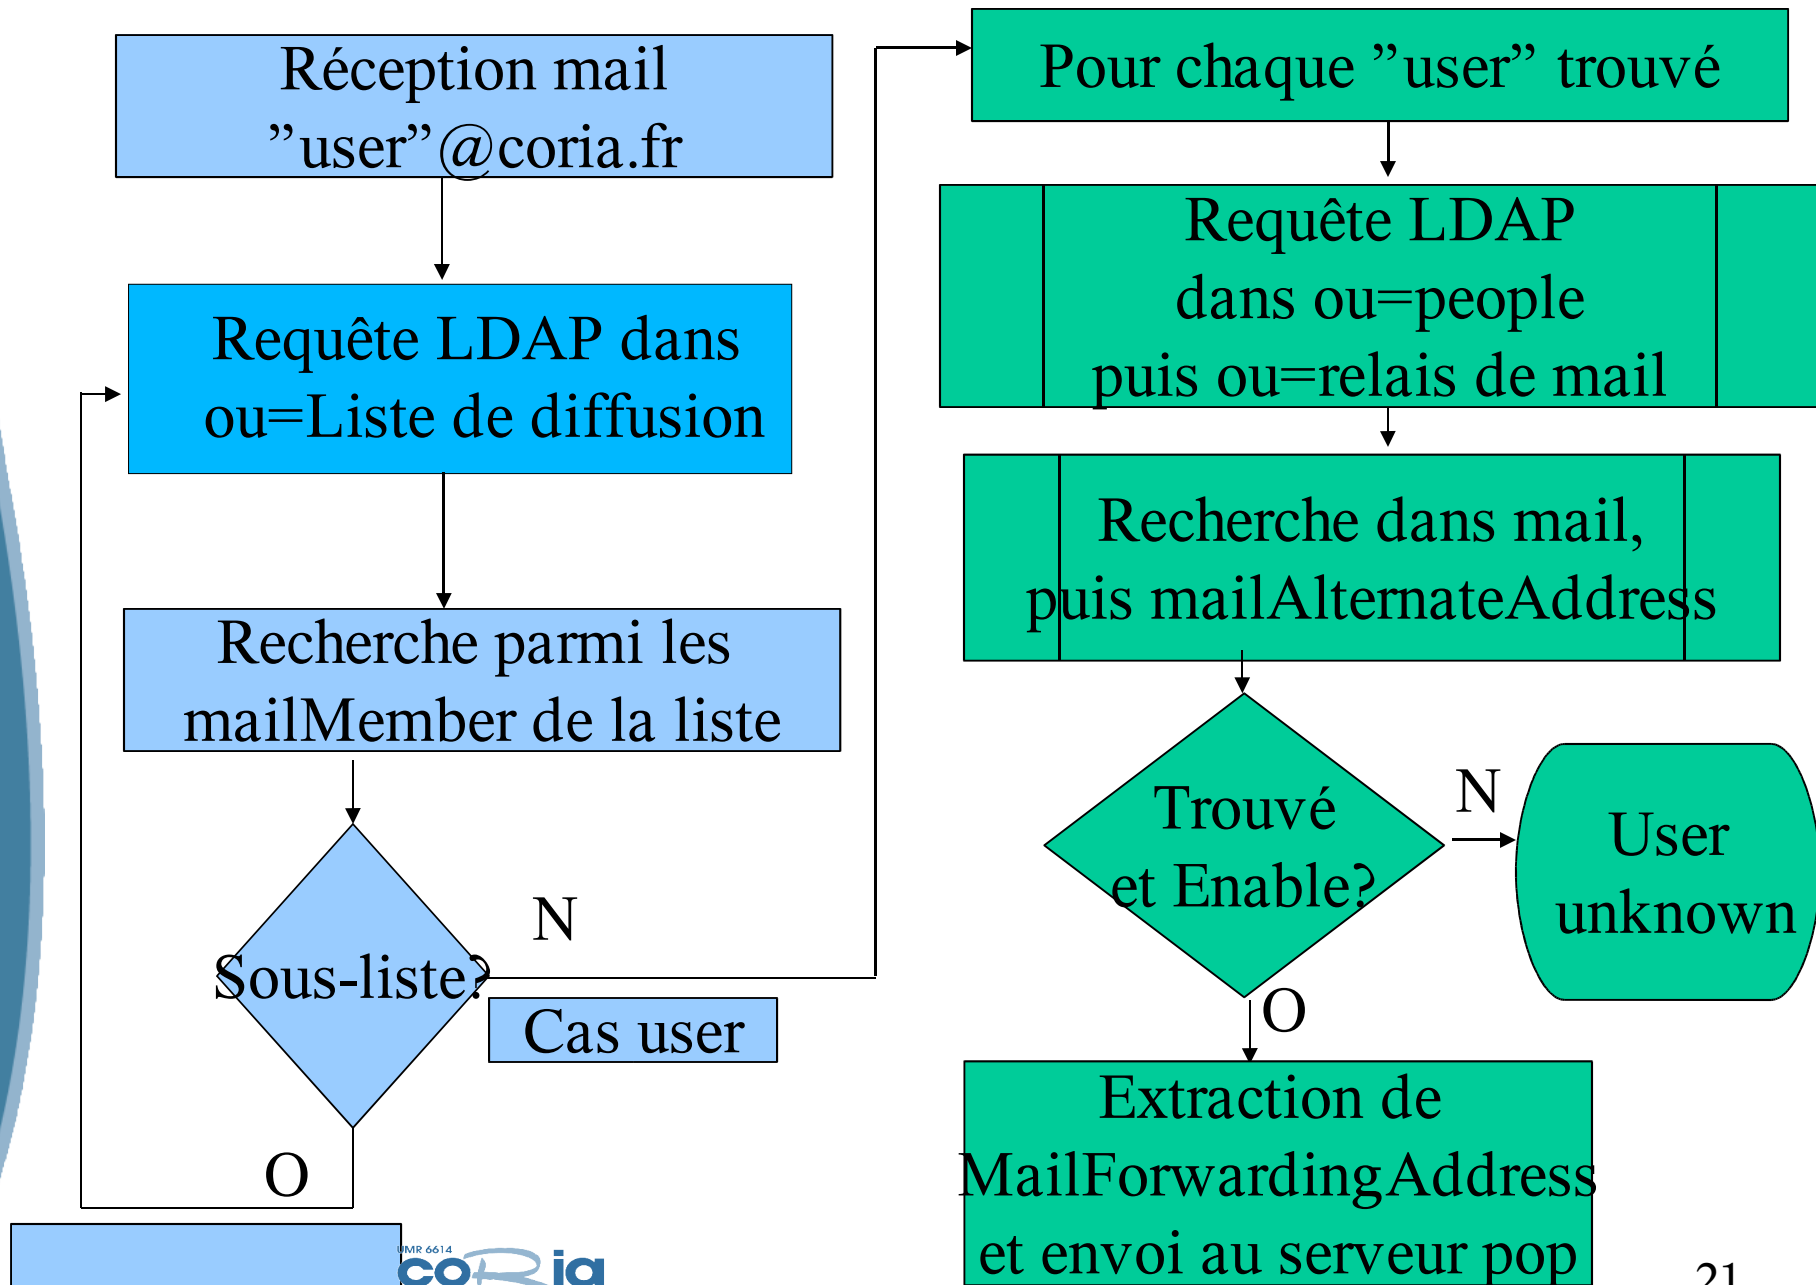 Réception mail
”user”@coria.fr
Requête LDAP dans
ou=Liste de diffusion
Recherche parmi les
mailMember de la liste
Sous-liste?
N
Cas user
O
Pour chaque ”user” trouvé
Requête LDAP
dans ou=people
puis ou=relais de mail
Recherche dans mail,
puis mailAlternateAddress
Trouvé
et Enable?
N
User
unknown
O
Extraction de
MailForwardingAddress
et envoi au serveur pop
UMR 6614
coRia
21